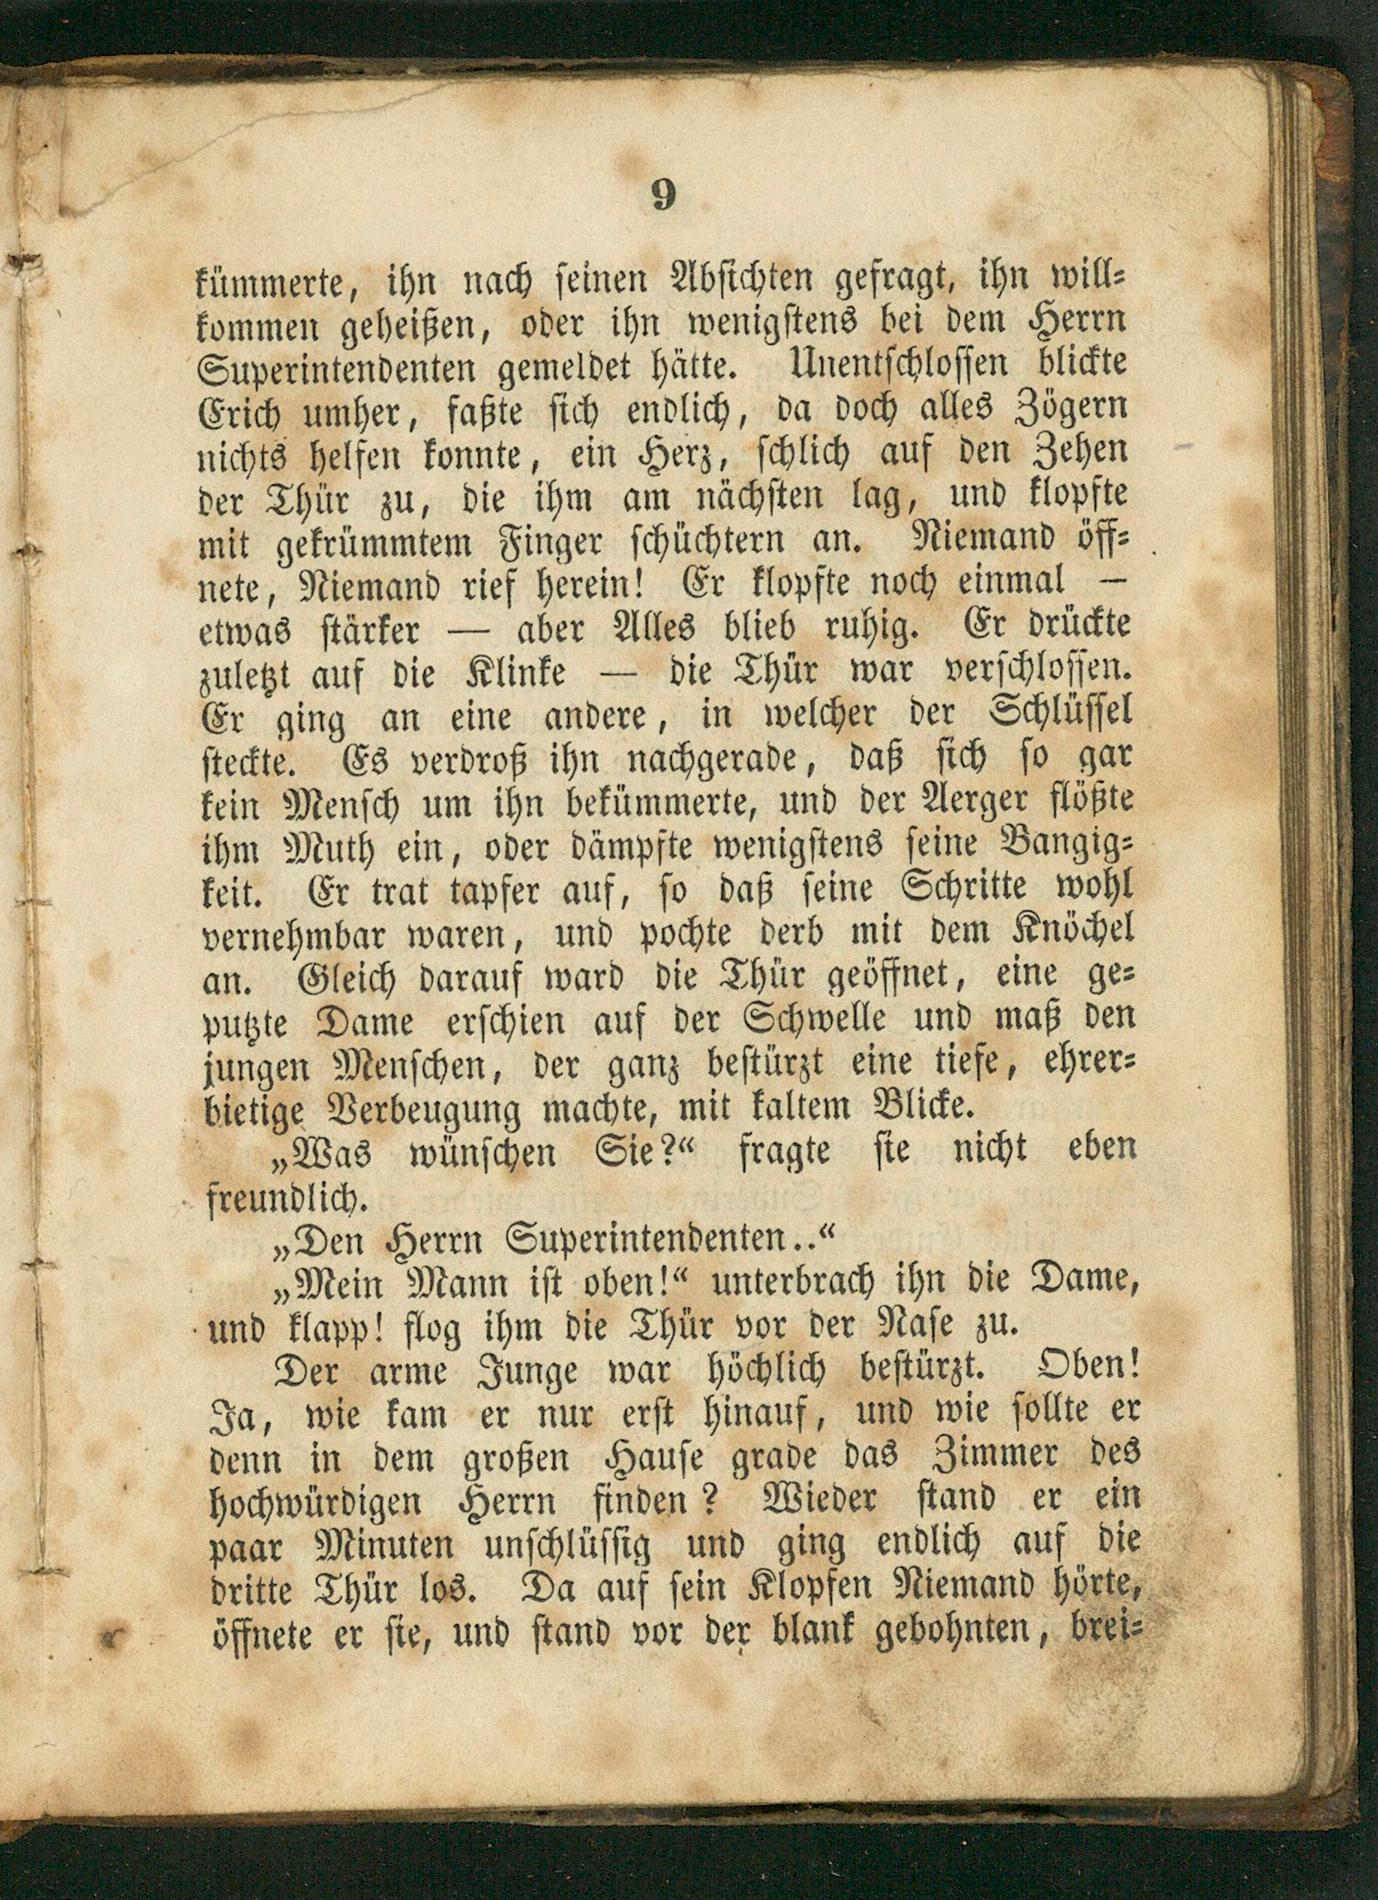 9
kümmerte, ihn nach seinen Absichten gefragt, ihn will-
kommen geheißen, oder ihn wenigstens bei dem Herrn
Superintendenten gemeldet hätte. Unentschlossen blickte
Erich umher, faßte sich endlich, da doch alles Zögern
nichts helfen konnte, ein Herz, schlich auf den Zehen
der Thür zu, die ihm am nächsten lag, und klopfte
mit gekrümmtem Finger schüchtern an. Niemand öff-
nete, Niemand rief herein! Er klopfte noch einmal —
etwas stärker — aber Alles blieb ruhig. Er drückte
zuletzt auf die Klinke — die Thür war verschlossen.
Er ging an eine andere, in welcher der Schlüssel
steckte. Es verdroß ihn nachgerade, daß sich so gar
kein Mensch um ihn bekümmerte, und der Aerger flößte
ihm Muth ein, oder dämpfte wenigstens seine Bangig-
keit. Er trat tapfer auf, so daß seine Schritte wohl
vernehmbar waren, und pochte derb mit dem Knöchel
an. Gleich darauf ward die Thür geöffnet, eine ge-
putzte Dame erschien auf der Schwelle und maß den
jungen Menschen, der ganz bestürzt eine tiefe, ehrer-
bietige Verbeugung machte, mit kaltem Blicke.
„Was wünschen Sie?“ fragte sie nicht eben
freundlich.
„Den Herrn Superintendenten..“
„Mein Mann ist oben!“ unterbrach ihn die Dame,
und klapp! flog ihm die Thür vor der Nase zu.
Der arme Junge war höchlich bestürzt. Oben!
Ja, wie kam er nur erst hinauf, und wie sollte er
denn in dem großen Hause grade das Zimmer des
hochwürdigen Herrn finden? Wieder stand er ein
paar Minuten unschlüssig und ging endlich auf die
dritte Thür los. Da auf sein Klopfen Niemand hörte,
öffnete er sie, und stand vor der blank gebohnten, brei-